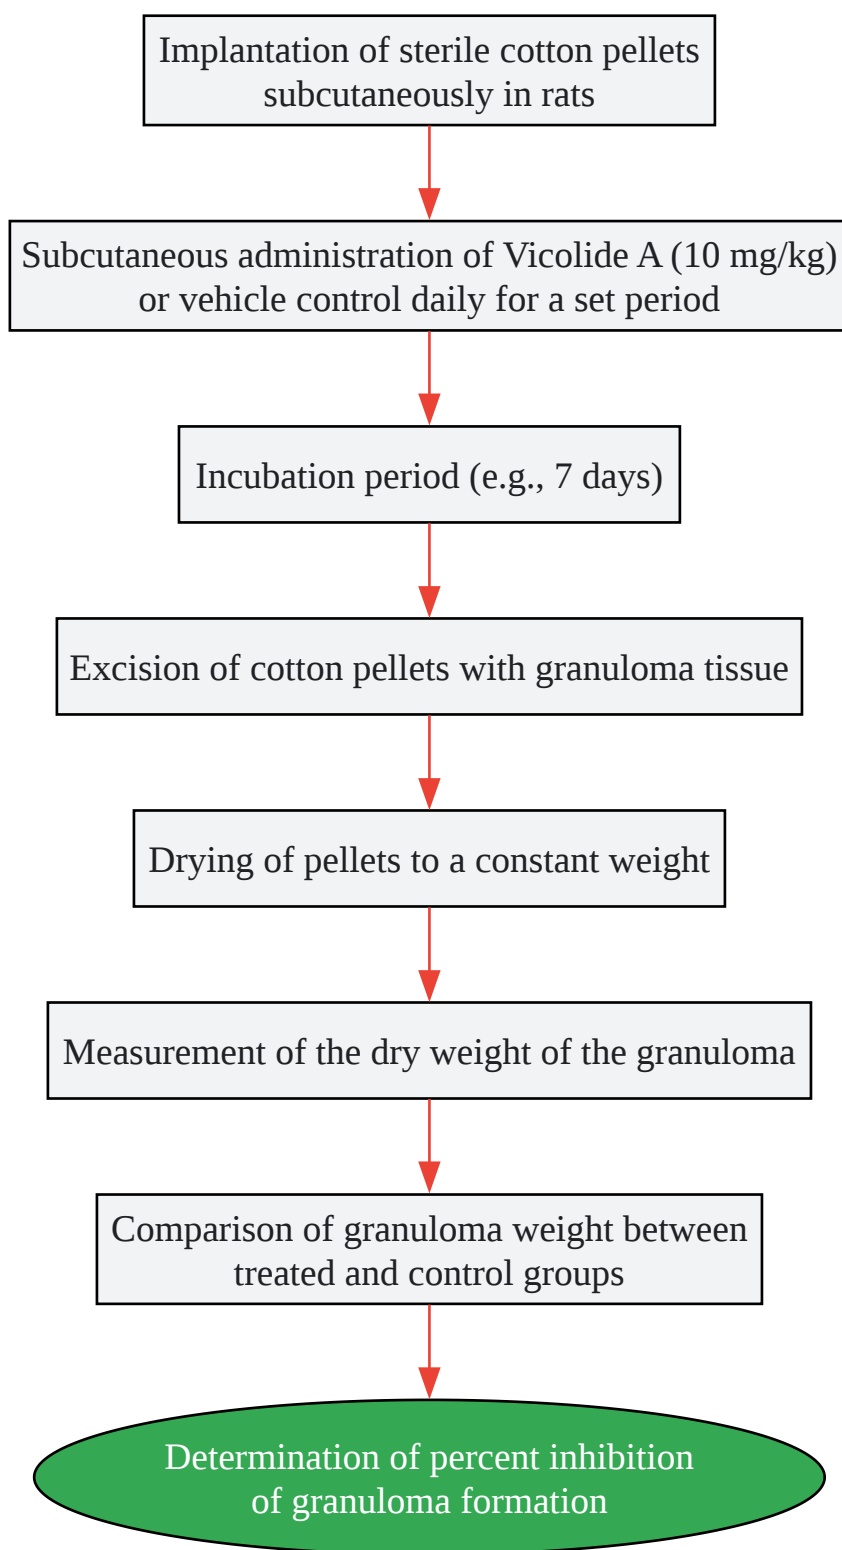 Implantation of sterile cotton pellets
subcutaneously in rats
Subcutaneous administration of Vicolide A (10 mg/kg)
or vehicle control daily for a set period
Incubation period (e.g., 7 days)
Excision of cotton pellets with granuloma tissue
Drying of pellets to a constant weight
Measurement of the dry weight of the granuloma
Comparison of granuloma weight between
treated and control groups
Determination of percent inhibition
of granuloma formation